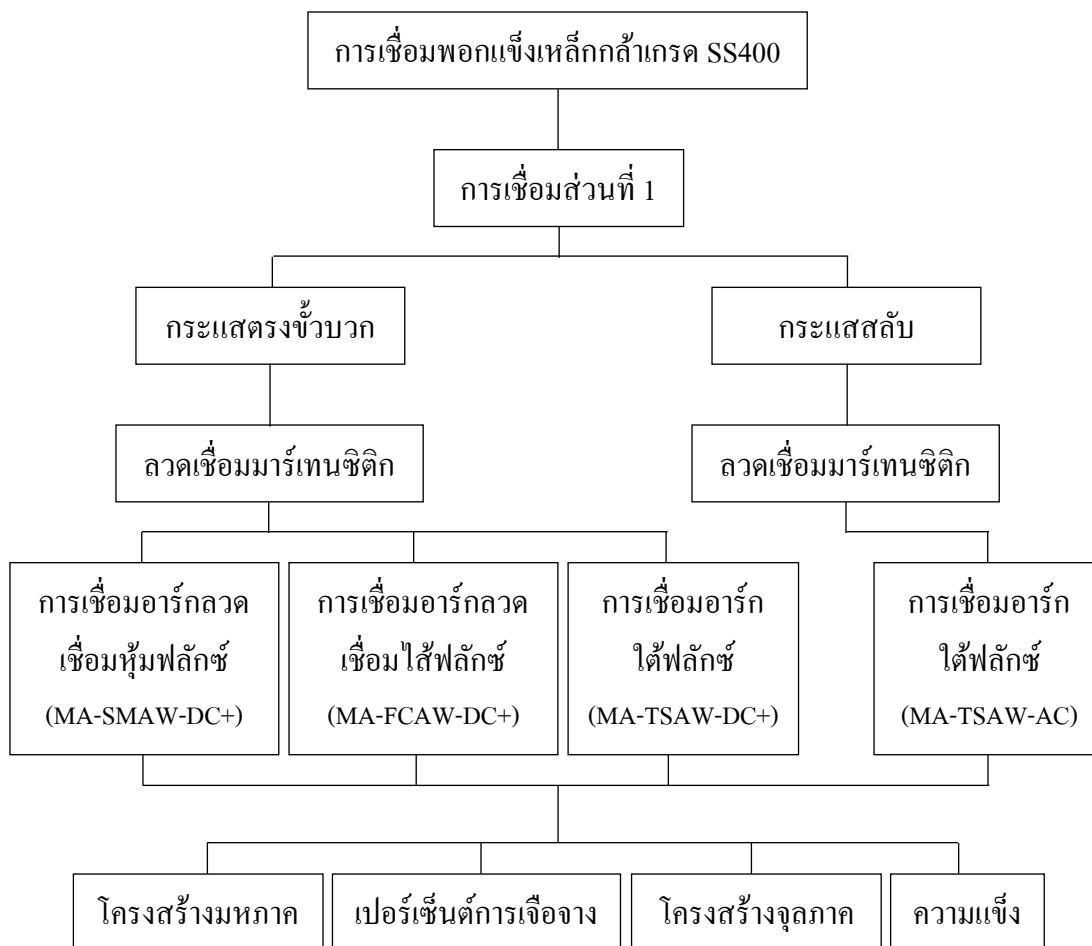 การเชื่อมพอกแข็งเหล็กกล้าเกรด SS400
การเชื่อมส่วนที่ 1
กระแสตรงขั้วบวก
กระแสสลับ
ลวดเชื่อมมาร์เทนซิติก
ลวดเชื่อมมาร์เทนซิติก
การเชื่อมอาร์กลวด
เชื่อมหุ้มฟลักซ์
(MA-SMAW-DC+)
การเชื่อมอาร์กลวด
เชื่อมไส้ฟลักซ์
(MA-FCAW-DC+)
การเชื่อมอาร์ก
ใต้ฟลักซ์
(MA-TSAW-DC+)
การเชื่อมอาร์ก
ใต้ฟลักซ์
(MA-TSAW-AC)
โครงสร้างมหภาค
เปอร์เซ็นต์การเจือจาง
โครงสร้างจุลภาค
ความแข็ง